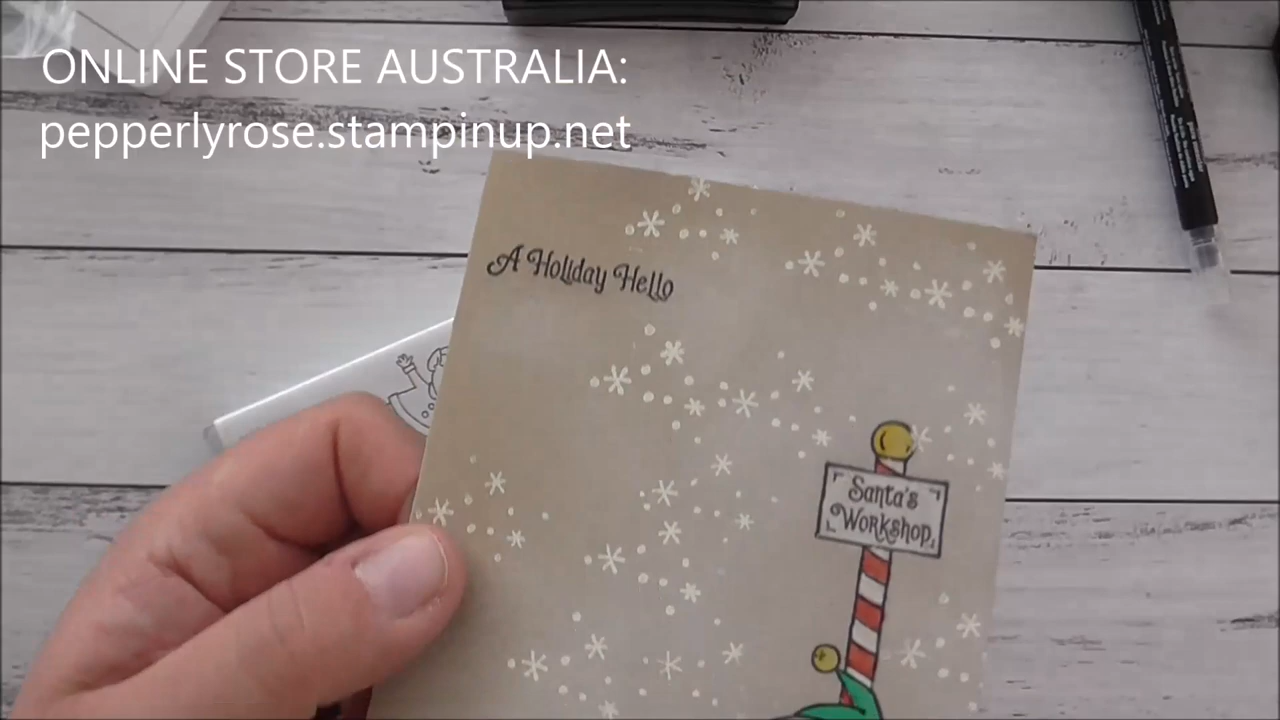 ONLINE STORE AUSTRALIA:
pepperlyrose.stampinup.net
A Holiday Hello
Santa's
Workshop